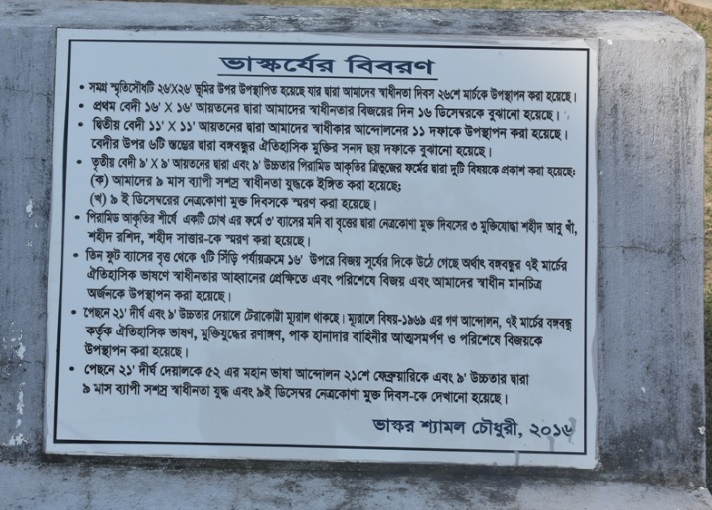 ভাস্কর্যের বিবরণ
• সমগ্র স্মৃতিসৌধটি ২৬'X২৬' ভূমির উপর উপস্থাপিত হয়েছে যার দ্বারা আমাদের স্বাধীনতা দিবস ২৬শে মার্চকে উপস্থাপন করা হয়েছে।
• প্রথম বেদী ১৬' X ১৬' আয়তনের দ্বারা আমাদের স্বাধীনতার বিজয়ের দিন ১৬ ডিসেম্বরকে বুঝানো হয়েছে।
• দ্বিতীয় বেদী ১১' X ১১' আয়তনের দ্বারা আমাদের স্বাধীকার আন্দোলনের ১১ দফাকে উপস্থাপন করা হয়েছে।
বেদীর উপর ৬টি স্তম্ভের দ্বারা বঙ্গবন্ধুর ঐতিহাসিক মুক্তির সনদ ছয় দফাকে বুঝানো হয়েছে।
• তৃতীয় বেদী ৯' X ৯' আয়তনের দ্বারা এবং ৯' উচ্চতার পিরামিড আকৃতির ত্রিভুজের ফর্মের দ্বারা দুটি বিষয়কে প্রকাশ করা হয়েছে:
(ক) আমাদের ৯ মাস ব্যাপী সশস্ত্র স্বাধীনতা যুদ্ধকে ইঙ্গিত করা হয়েছে;
(খ) ৯ ই ডিসেম্বরের নেত্রকোণা মুক্ত দিবসকে স্মরণ করা হয়েছে।
• পিরামিড আকৃতির শীর্ষে একটি চোখ এর ফর্মে ৩' ব্যাসের মনি বা বৃত্তের দ্বারা নেত্রকোণা মুক্ত দিবসের ৩ মুক্তিযোদ্ধা শহীদ আবু খাঁ,
শহীদ রশিদ, শহীদ সাত্তার-কে স্মরণ করা হয়েছে।
• তিন ফুট ব্যাসের বৃত্ত থেকে ৭টি সিঁড়ি পর্যায়ক্রমে ১৬' উপরে বিজয় সূর্যের দিকে উঠে গেছে অর্থাৎ বঙ্গবন্ধুর ৭ই মার্চের
ঐতিহাসিক ভাষণে স্বাধীনতার আহ্বানের প্রেক্ষিতে এবং পরিশেষে বিজয় এবং আমাদের স্বাধীন মানচিত্র
অর্জনকে উপস্থাপন করা হয়েছে।
• পেছনে ২১' দীর্ঘ এবং ৯' উচ্চতার দেয়ালে টেরাকোট্টা ম্যুরাল থাকছে। ম্যুরালে বিষয়-১৯৬৯ এর গণ আন্দোলন, ৭ই মার্চের বঙ্গবন্ধু
কর্তৃক ঐতিহাসিক ভাষণ, মুক্তিযুদ্ধের রণাঙ্গণ, পাক হানাদার বাহিনীর আত্মসমর্পণ ও পরিশেষে বিজয়কে
উপস্থাপন করা হয়েছে।
• পেছনে ২১' দীর্ঘ দেয়ালকে ৫২ এর মহান ভাষা আন্দোলন ২১শে ফেব্রুয়ারিকে এবং ৯' উচ্চতার দ্বারা
৯ মাস ব্যাপী সশস্ত্র স্বাধীনতা যুদ্ধ এবং ৯ই ডিসেম্বর নেত্রকোণা মুক্ত দিবস-কে দেখানো হয়েছে।
ভাস্কর শ্যামল চৌধুরী, ২০১৬